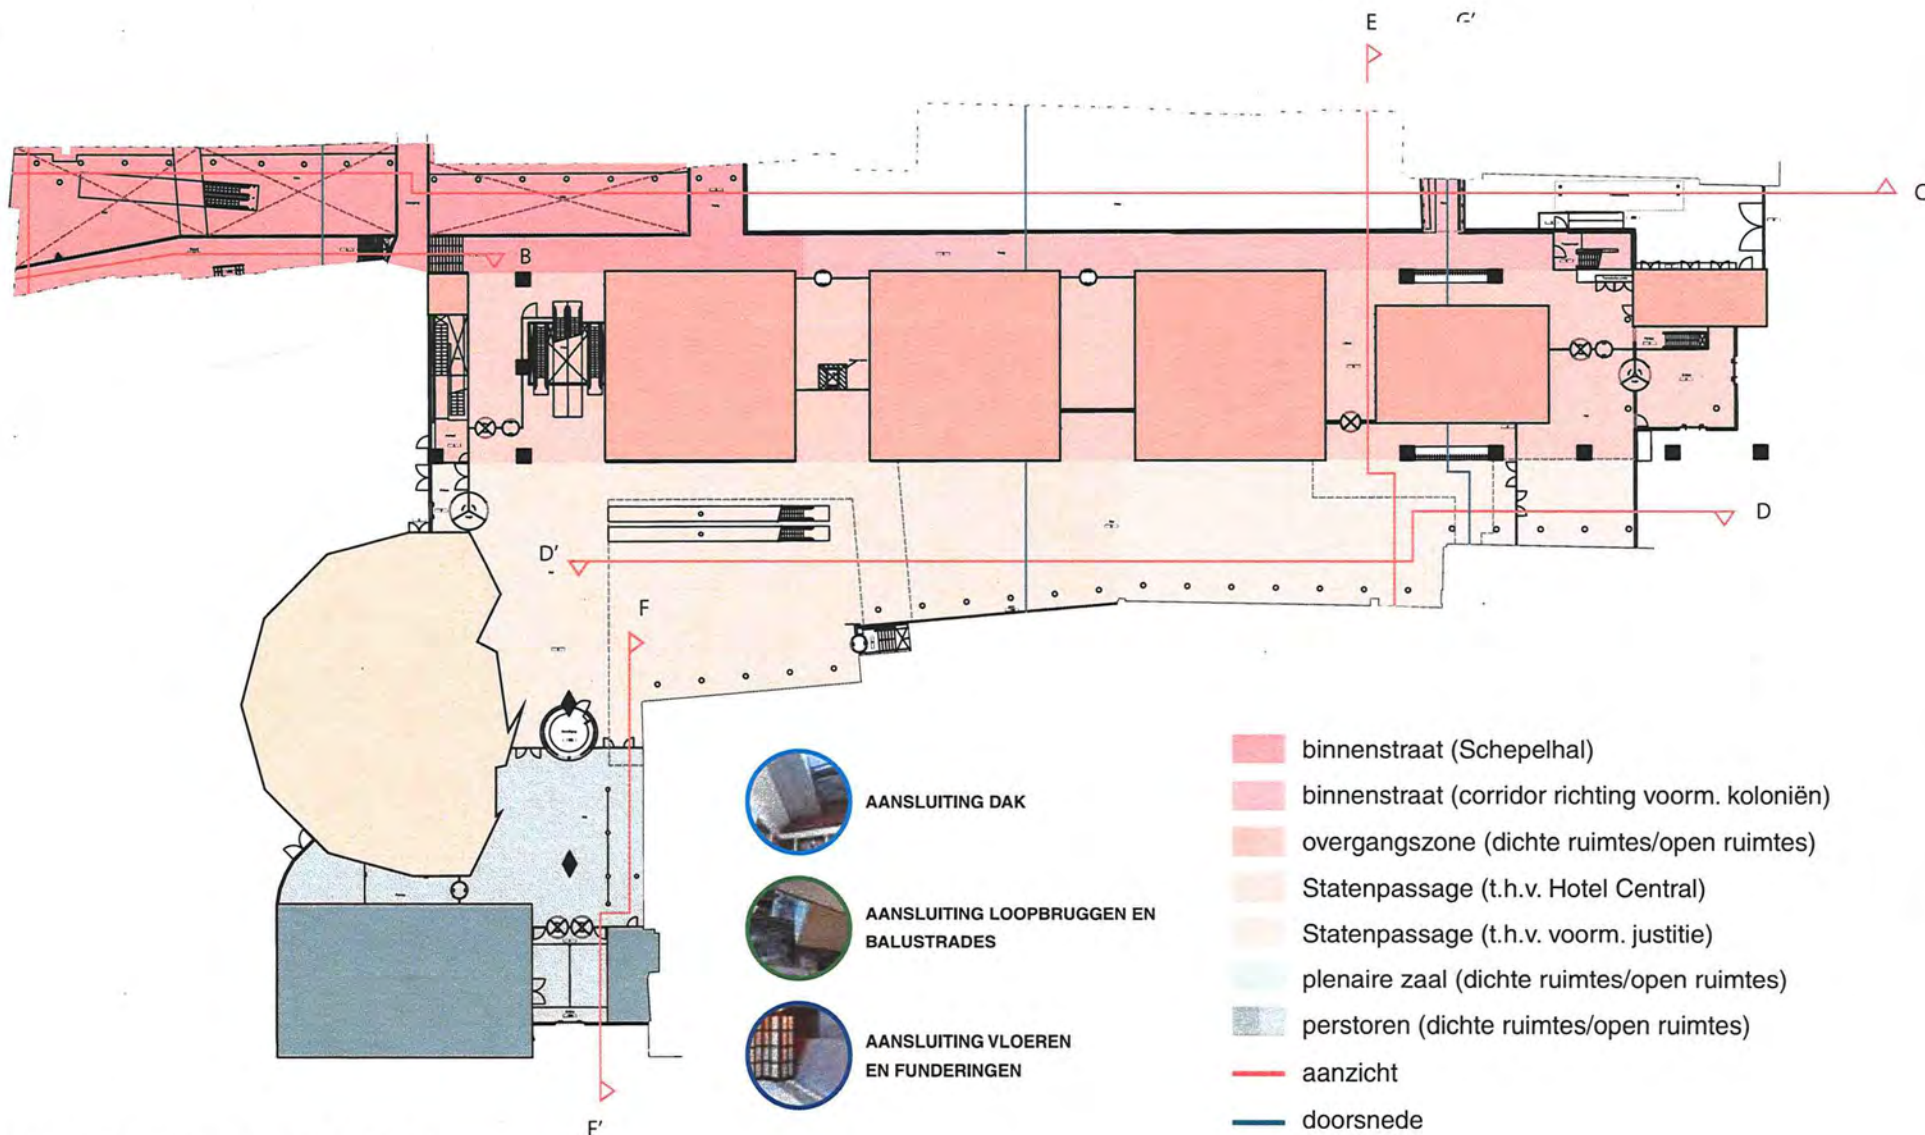 E
G'
C
B
D
D'
F
AANSLUITING DAK
AANSLUITING LOOPBRUGGEN EN
BALUSTRADES
AANSLUITING VLOEREN
EN FUNDERINGEN
binnenstraat (Schepelhal)
binnenstraat (corridor richting voorm. koloniën)
overgangszone (dichte ruimtes/open ruimtes)
Statenpassage (t.h.v. Hotel Central)
Statenpassage (t.h.v. voorm. justitie)
plenaire zaal (dichte ruimtes/open ruimtes)
perstoren (dichte ruimtes/open ruimtes)
aanzicht
doorsnede
F'